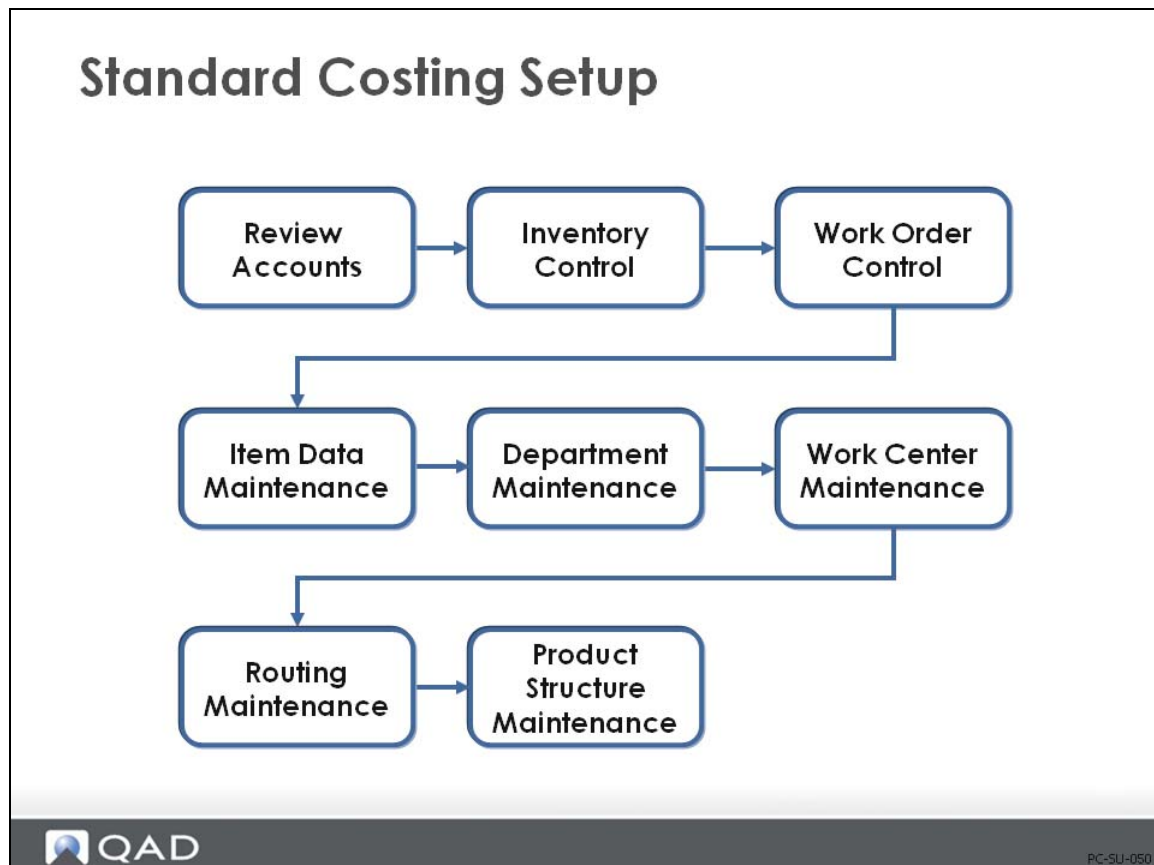 Standard Costing Setup
Review
Accounts
Inventory
Control
Work Order
Control
Item Data
Maintenance
Department
Maintenance
Work Center
Maintenance
Routing
Maintenance
Product
Structure
Maintenance
QAD
PC-SU-050